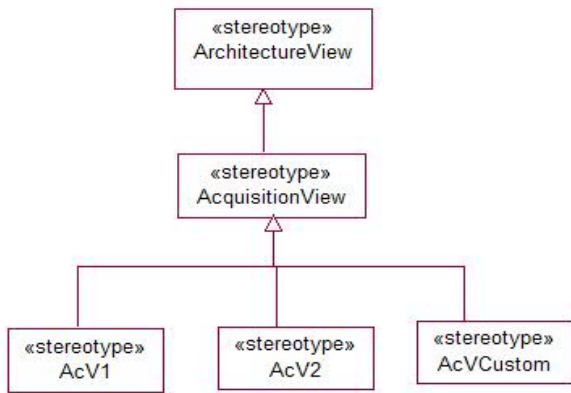 «stereotype»
ArchitectureView
«stereotype»
AcquisitionView
«stereotype»
AcV1
«stereotype»
AcV2
«stereotype»
AcVCustom